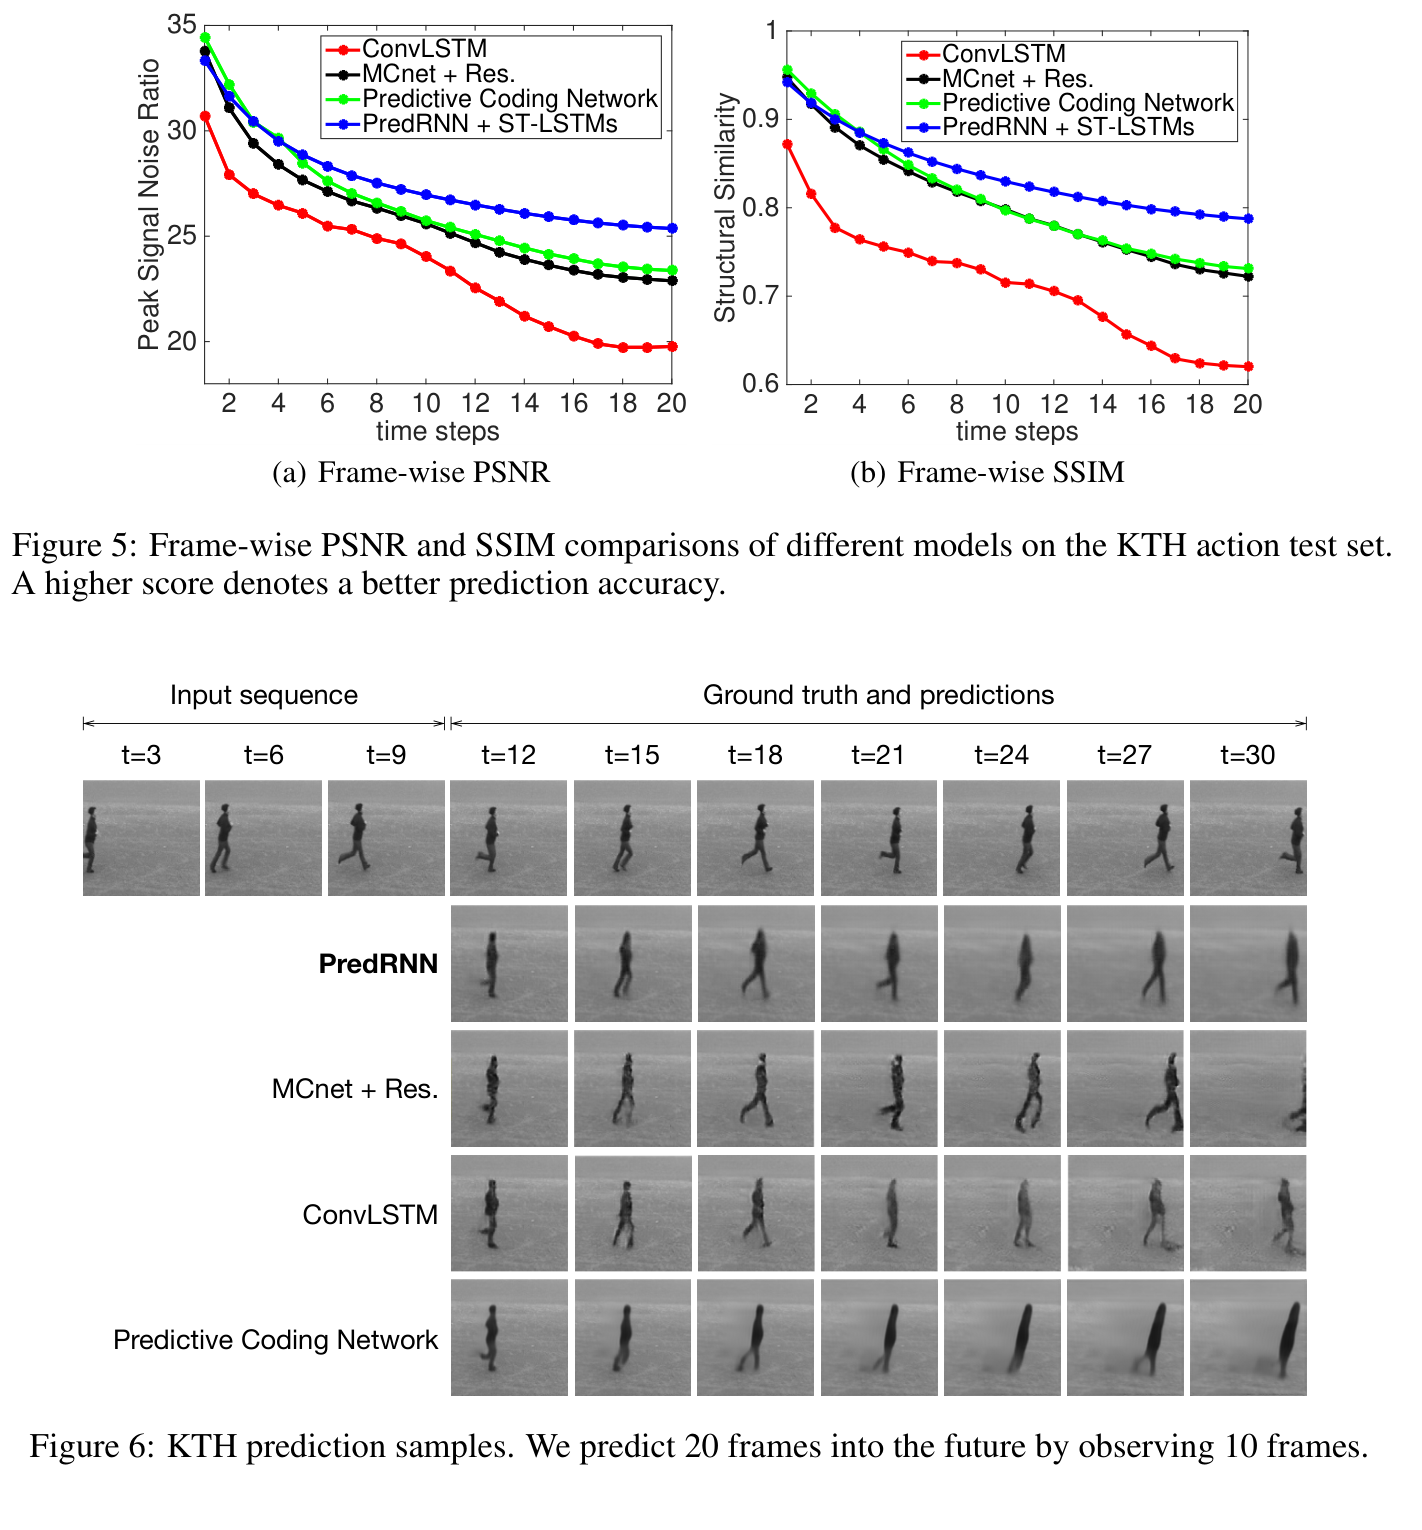 35
30
25
20
Peak Signal Noise Ratio
ConvLSTM
MCnet + Res.
Predictive Coding Network
PredRNN + ST-LSTMs
2 4 6 8 10 12 14 16 18 20
time steps
(a) Frame-wise PSNR
1
0.9
0.8
0.7
0.6
Structural Similarity
ConvLSTM
MCnet + Res.
Predictive Coding Network
PredRNN + ST-LSTMs
2 4 6 8 10 12 14 16 18 20
time steps
(b) Frame-wise SSIM
Figure 5: Frame-wise PSNR and SSIM comparisons of different models on the KTH action test set.
A higher score denotes a better prediction accuracy.
Input sequence Ground truth and predictions
t=3 t=6 t=9 t=12 t=15 t=18 t=21 t=24 t=27 t=30
PredRNN
MCnet + Res.
ConvLSTM
Predictive Coding Network
Figure 6: KTH prediction samples. We predict 20 frames into the future by observing 10 frames.